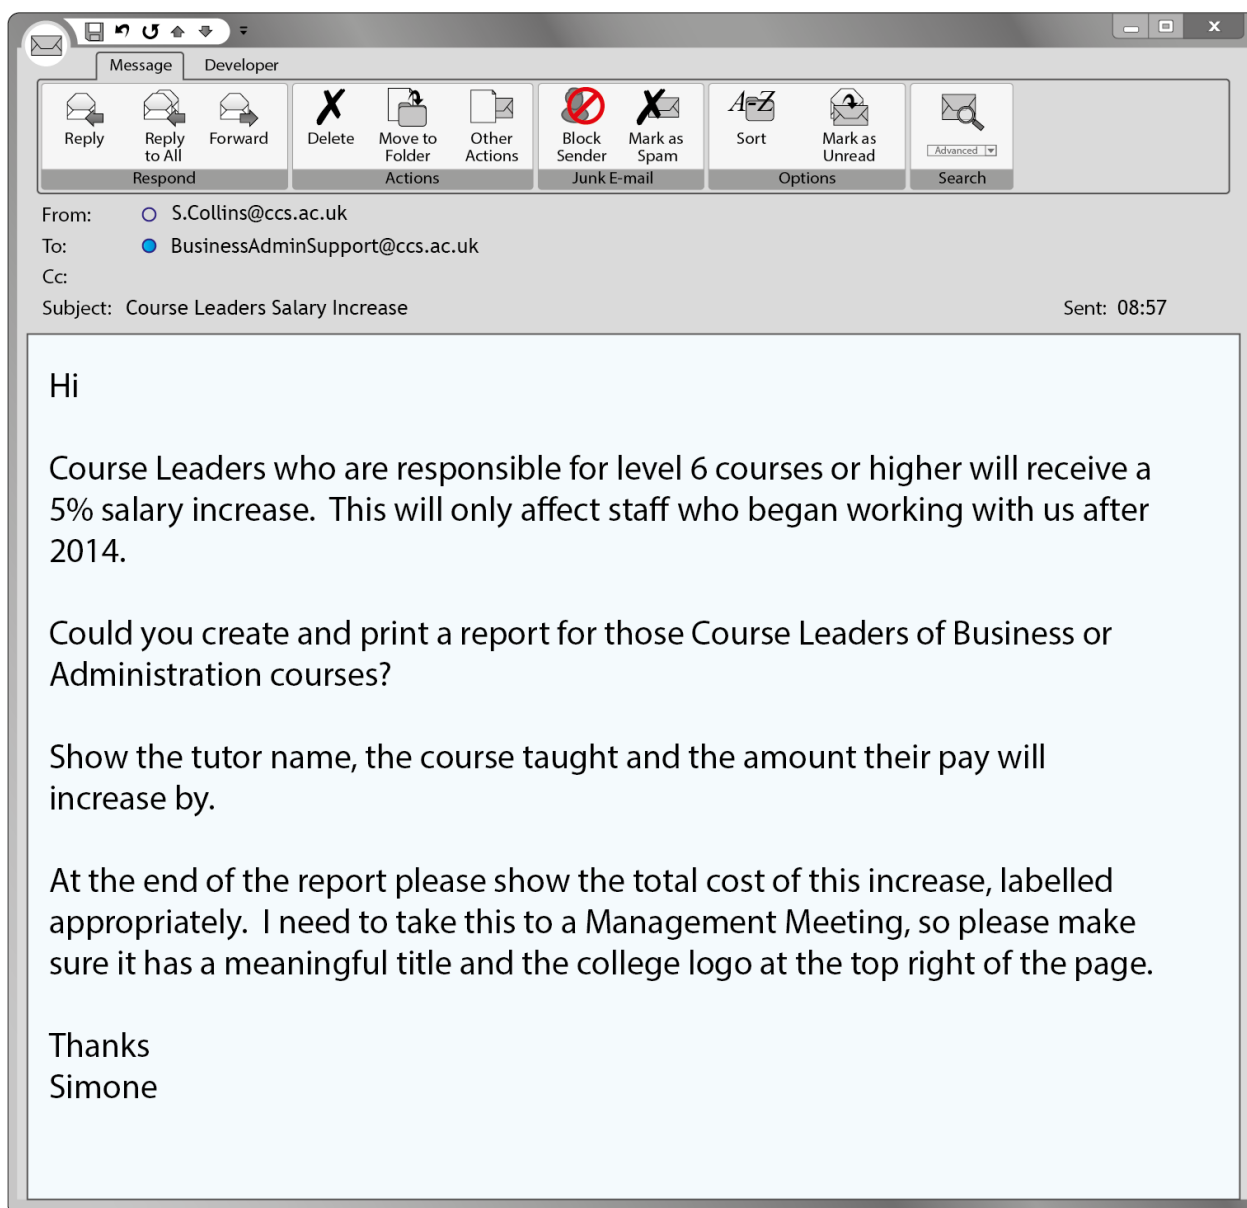 x
Message Developer
Reply Reply to All Forward Delete Move to Folder Other Actions Block Sender Mark as Spam A=Z Sort Mark as Unread Advanced
Respond Actions Junk E-mail Options Search
From: S.Collins@ccs.ac.uk
To: BusinessAdminSupport@ccs.ac.uk
Cc:
Subject: Course Leaders Salary Increase Sent: 08:57
Hi
Course Leaders who are responsible for level 6 courses or higher will receive a
5% salary increase. This will only affect staff who began working with us after
2014.
Could you create and print a report for those Course Leaders of Business or
Administration courses?
Show the tutor name, the course taught and the amount their pay will
increase by.
At the end of the report please show the total cost of this increase, labelled
appropriately. I need to take this to a Management Meeting, so please make
sure it has a meaningful title and the college logo at the top right of the page.
Thanks
Simone